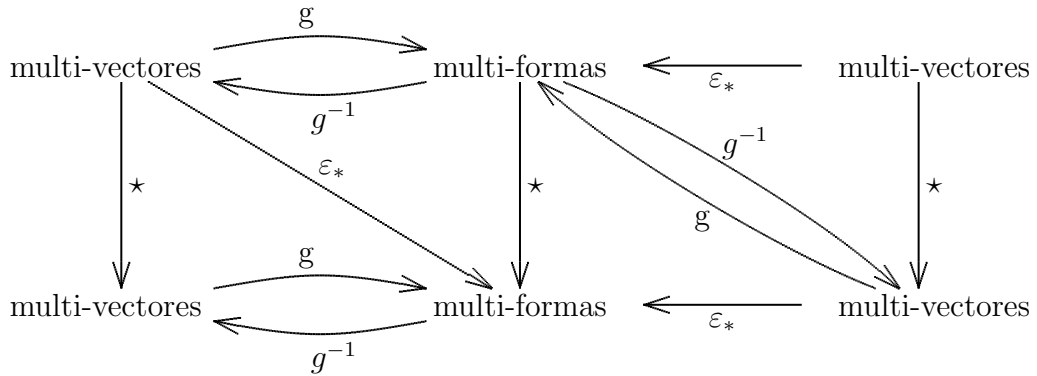 g
multi-vectores multi-formas multi-vectores
ε∗
g⁻¹
g⁻¹
ε∗
⋆ ⋆ ⋆
g
g
multi-vectores multi-formas multi-vectores
ε∗
g⁻¹